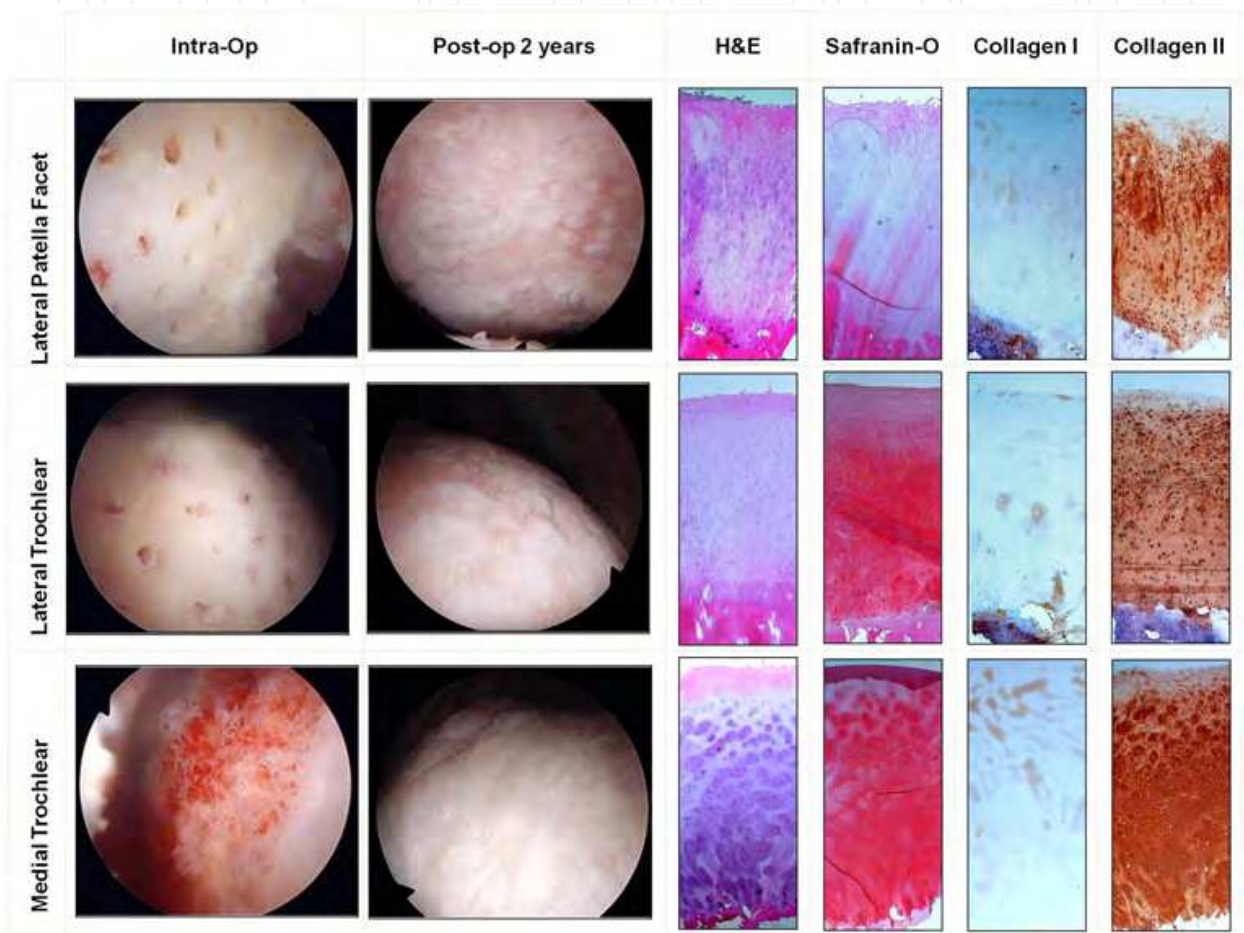 Intra-Op
Post-op 2 years
H&E
Safranin-O
Collagen I
Collagen II
Lateral Patella Facet
Lateral Trochlear
Medial Trochlear